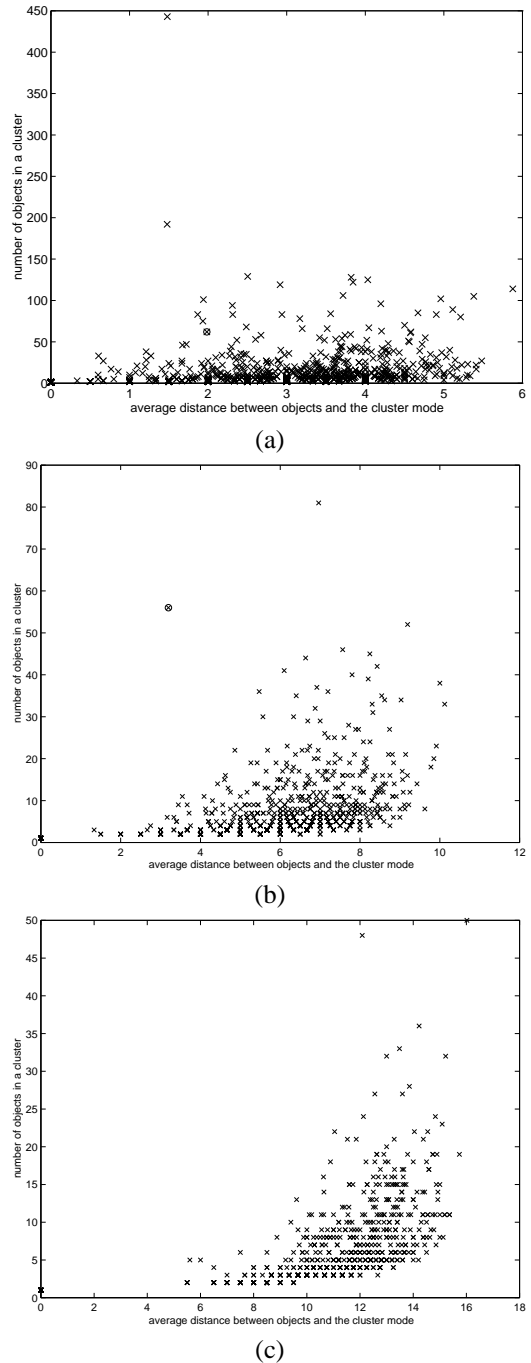 450
400
350
300
250
200
150
100
50
0
number of objects in a cluster
0 1 2 3 4 5 6
average distance between objects and the cluster mode
(a)
90
80
70
60
50
40
30
20
10
0
number of objects in a cluster
0 2 4 6 8 10 12
average distance between objects and the cluster mode
(b)
50
45
40
35
30
25
20
15
10
5
0
number of objects in a cluster
0 2 4 6 8 10 12 14 16 18
average distance between objects and the cluster mode
(c)